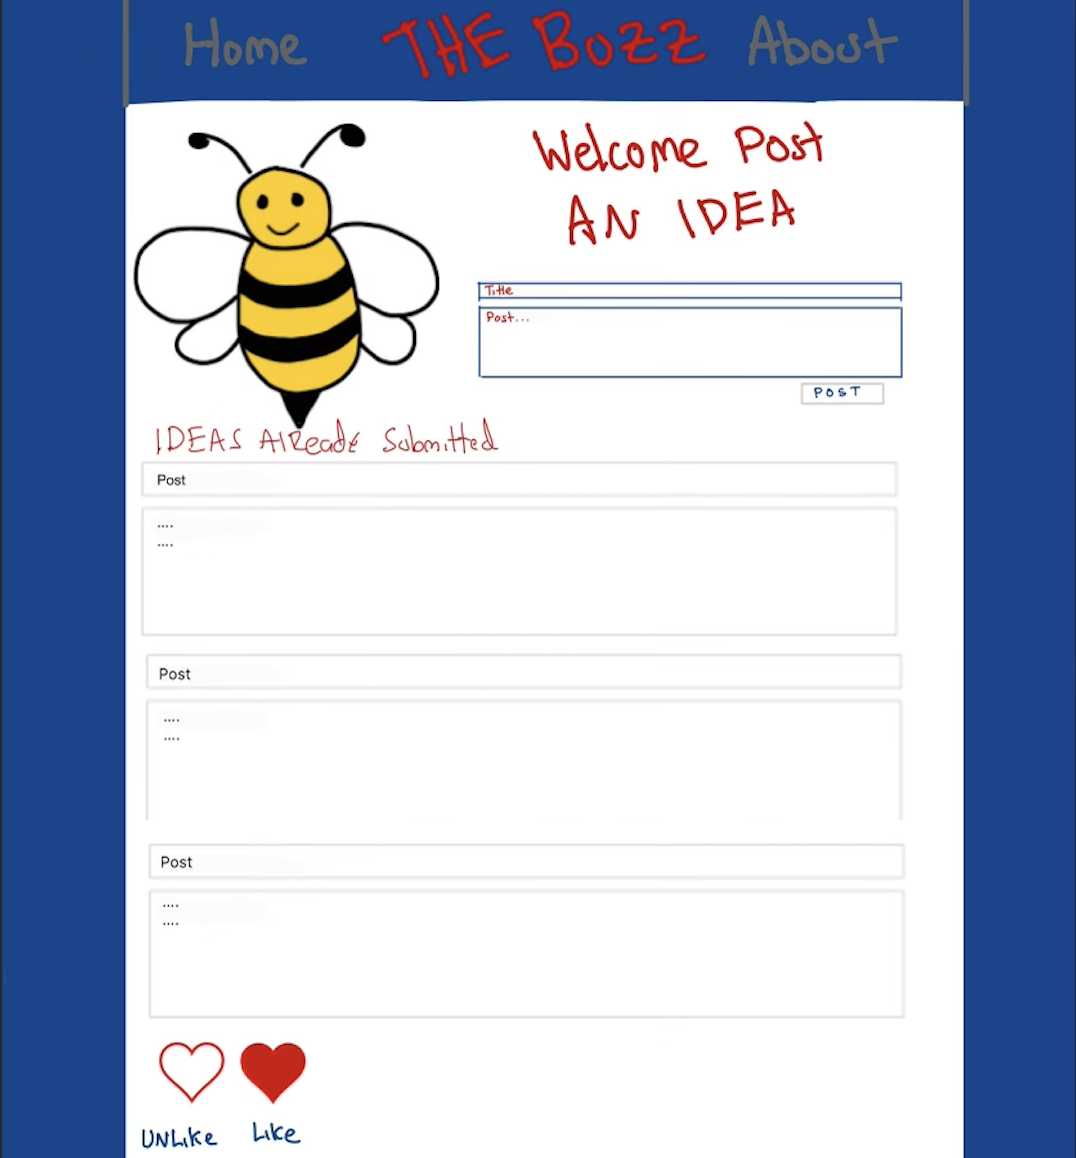 Home THE BUZZ About
Welcome Post
AN IDEA
Title
Post...
POST
IDEAS AlReady Submitted
Post
....
....
Post
....
....
Post
....
....
UNLIKE LIKE